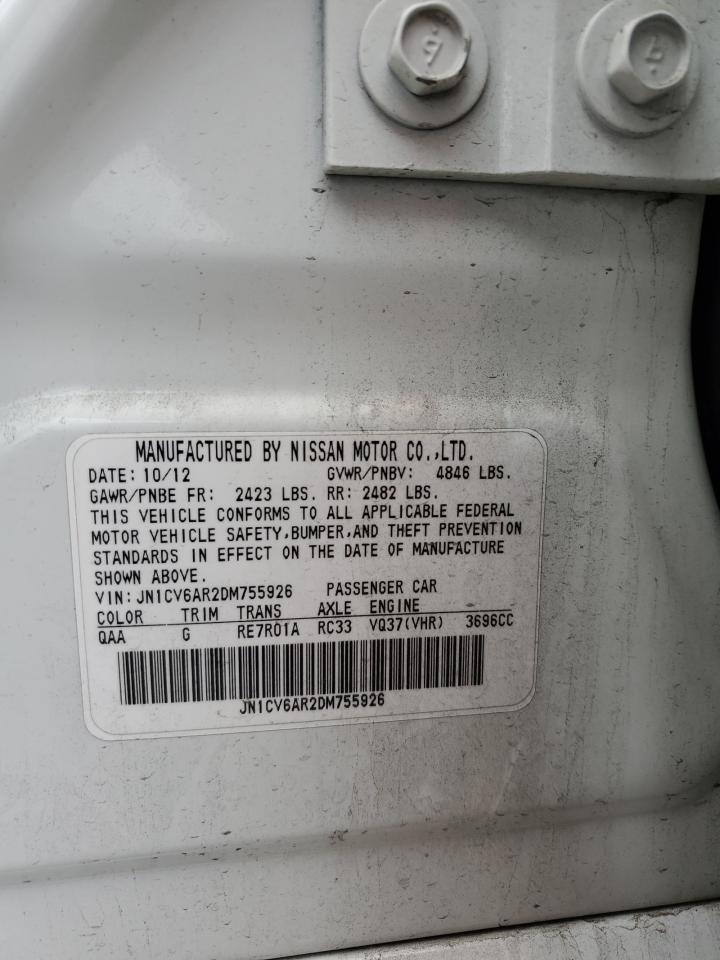 MANUFACTURED BY NISSAN MOTOR CO.,LTD.
DATE: 10/12 GVWR/PNBV: 4846 LBS.
GAWR/PNBE FR: 2423 LBS. RR: 2482 LBS.
THIS VEHICLE CONFORMS TO ALL APPLICABLE FEDERAL
MOTOR VEHICLE SAFETY,BUMPER,AND THEFT PREVENTION
STANDARDS IN EFFECT ON THE DATE OF MANUFACTURE
SHOWN ABOVE.
VIN: JN1CV6AR2DM755926 PASSENGER CAR
COLOR TRIM TRANS AXLE ENGINE
QAA G RE7R01A RC33 VQ37(VHR) 3696CC
JN1CV6AR2DM755926